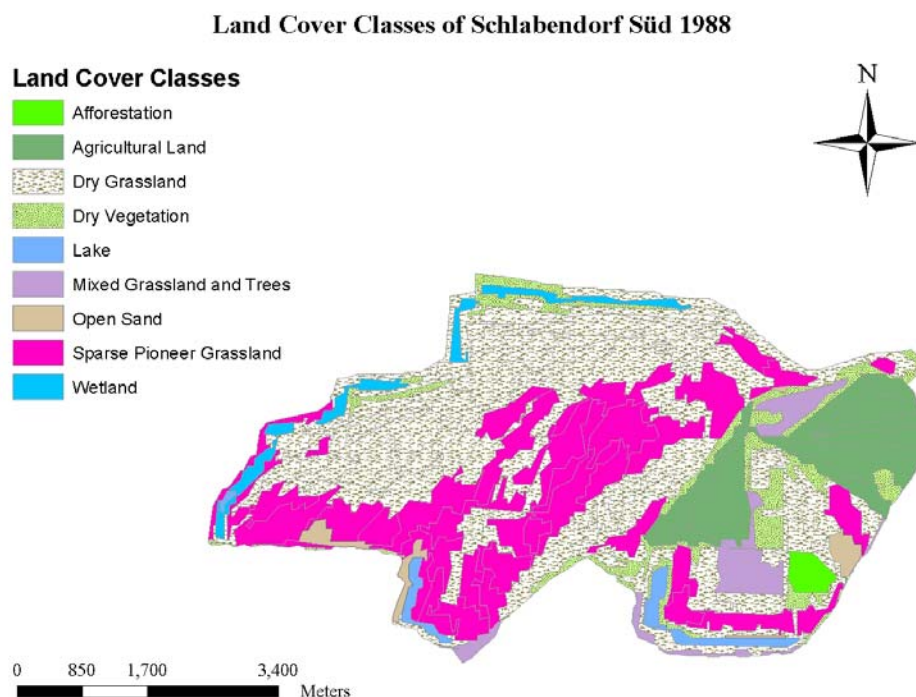 Land Cover Classes of Schlabendorf Süd 1988
Land Cover Classes
Afforestation
Agricultural Land
Dry Grassland
Dry Vegetation
Lake
Mixed Grassland and Trees
Open Sand
Sparse Pioneer Grassland
Wetland
N
0 850 1,700 3,400
Meters